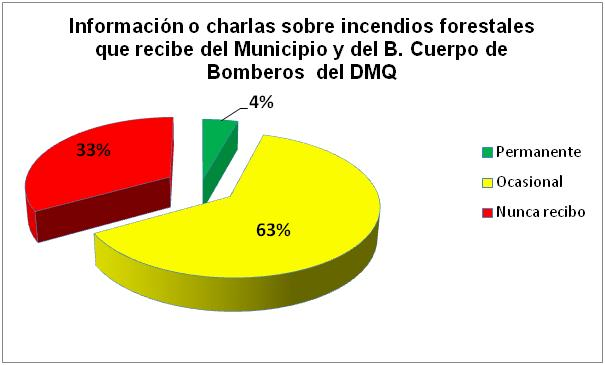 Información o charlas sobre incendios forestales
que recibe del Municipio y del B. Cuerpo de
Bomberos del DMQ
4%
33%
63%
Permanente
Ocasional
Nunca recibo